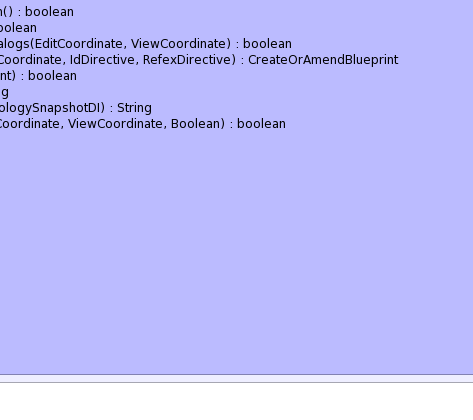 n() : boolean
oolean
alogs(EditCoordinate, ViewCoordinate) : boolean
Coordinate, IdDirective, RefexDirective) : CreateOrAmendBlueprint
nt) : boolean
g
ologySnapshotDI) : String
Coordinate, ViewCoordinate, Boolean) : boolean